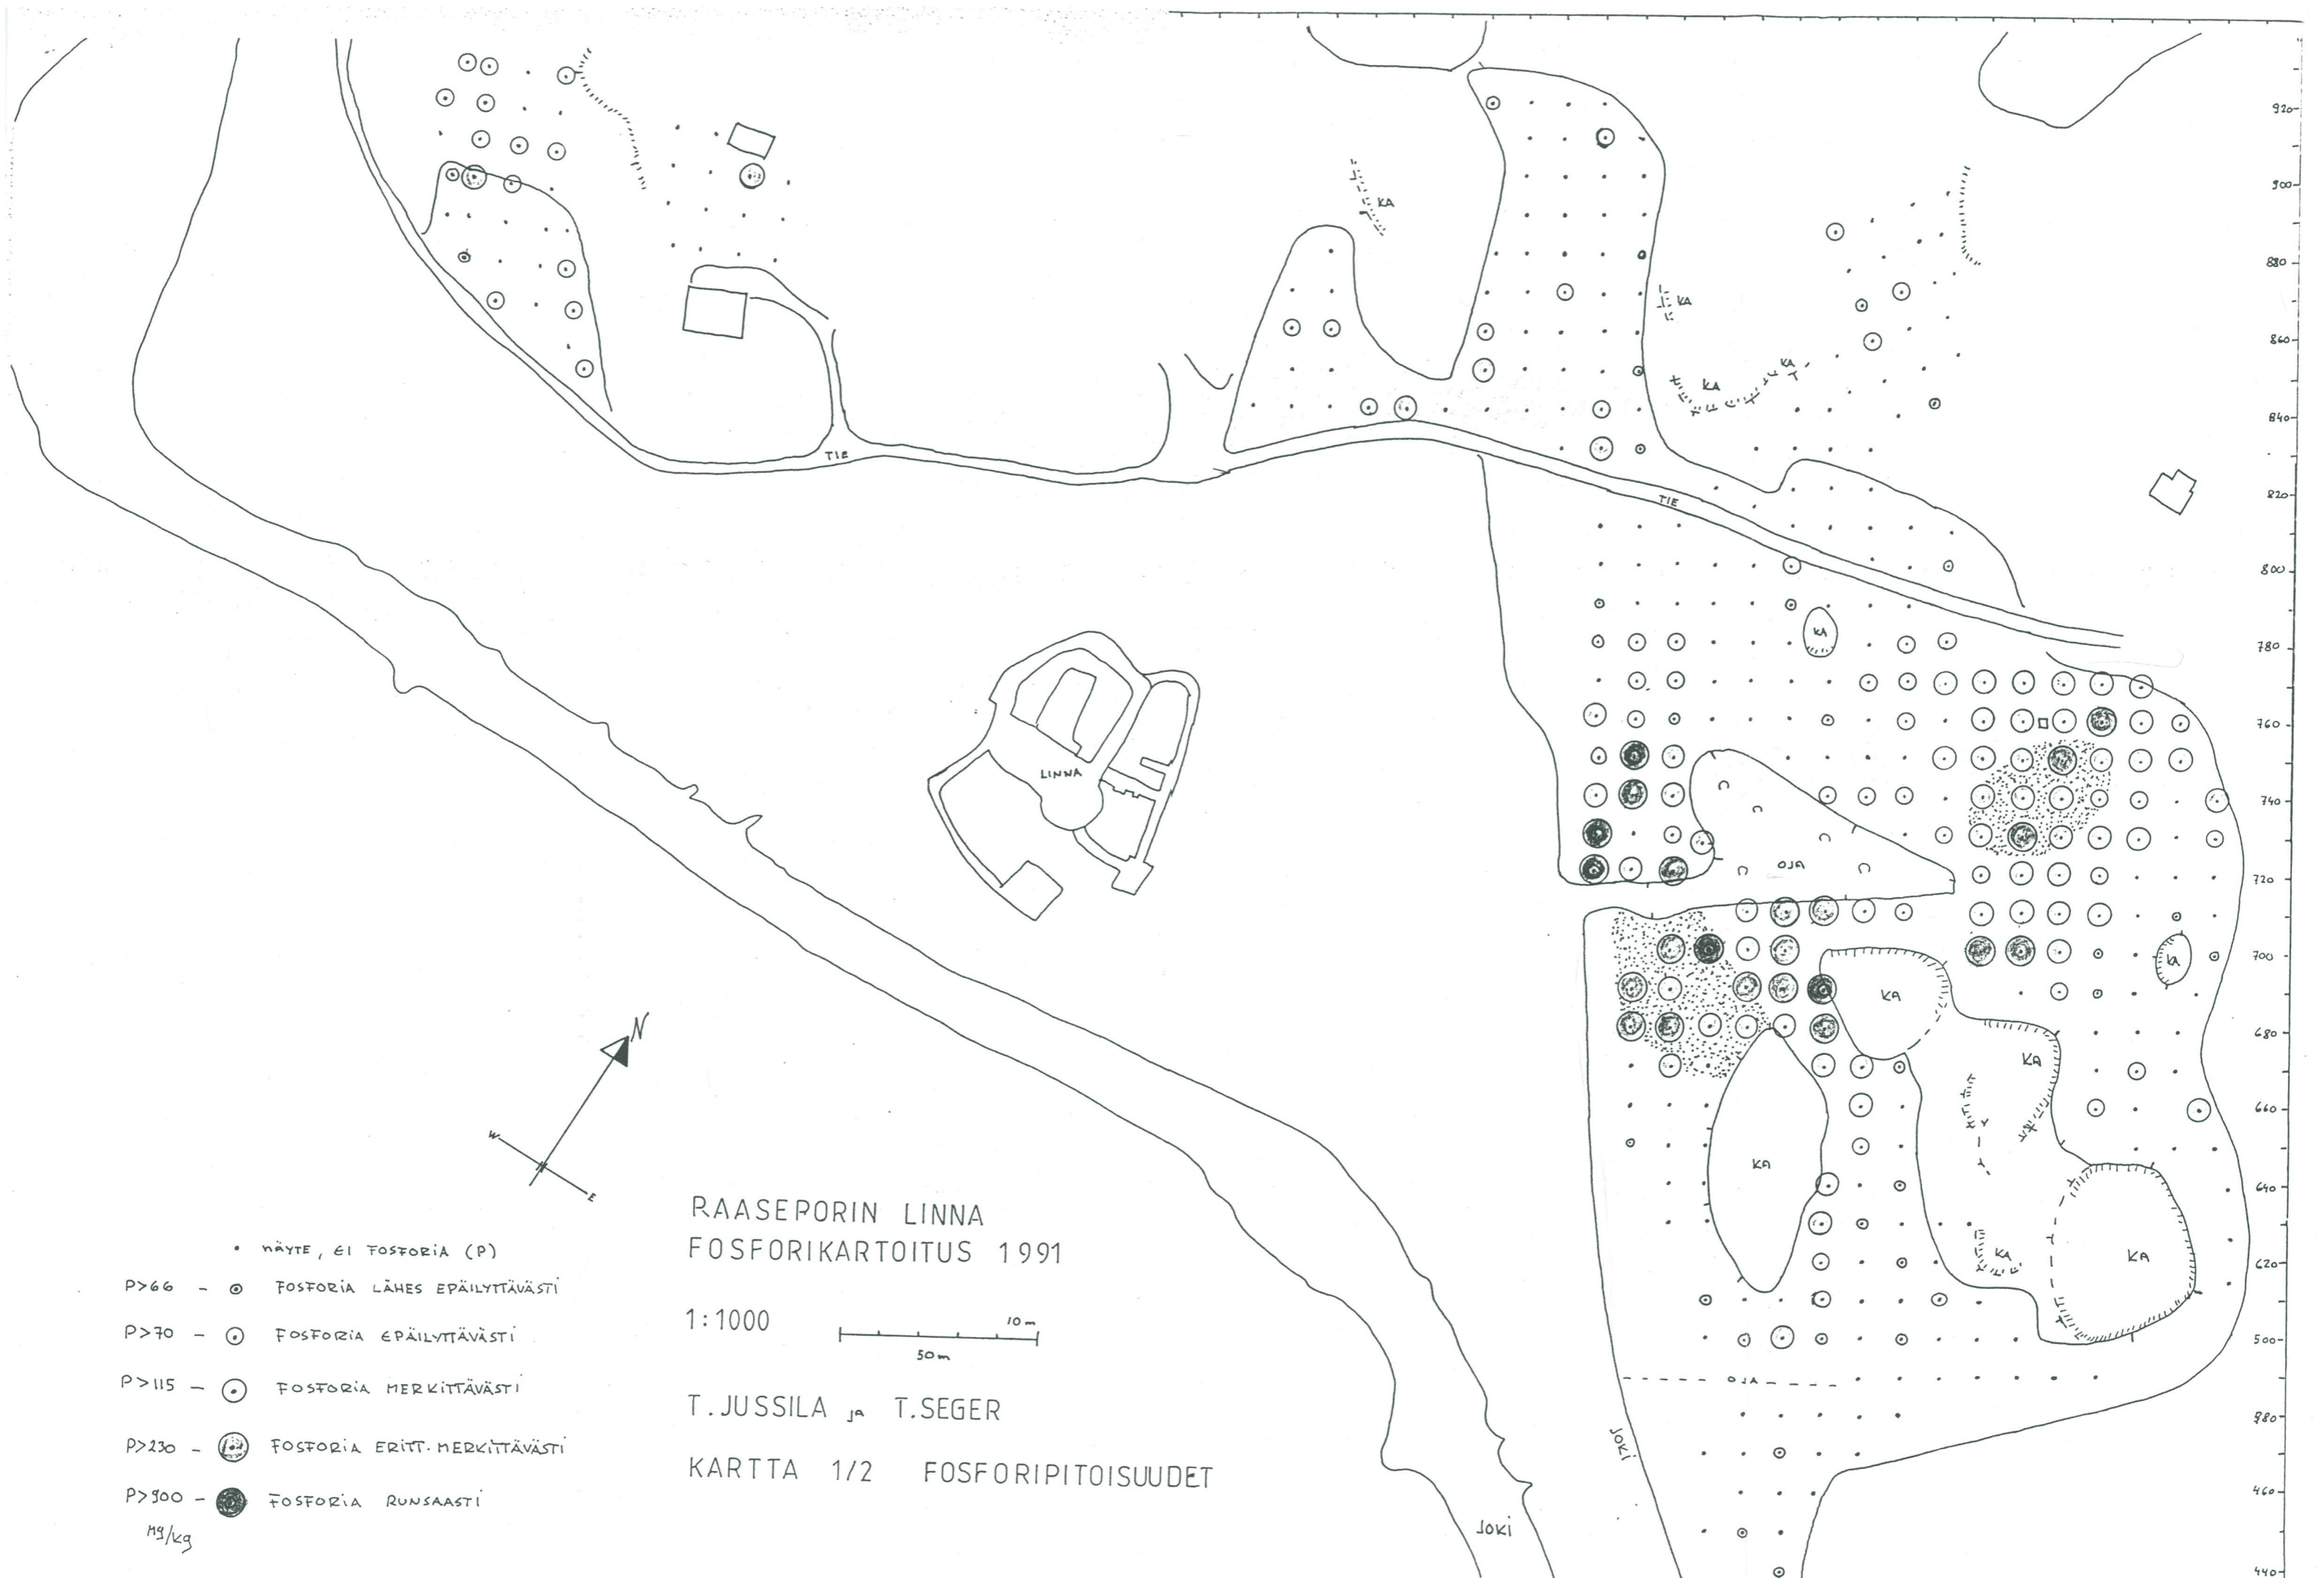 920
KA
900
880
KA
860
KA
KA
840
TIE
TIE
820
800
KA
780
760
LINNA
740
OJA
720
700
KA
KA
N
680
KA
W
E
660
KA
640
RAASEPORIN LINNA
FOSFORIKARTOITUS 1991
• NÄYTE, EI FOSFORIA (P)
KA
KA
620
P>66 – FOSFORIA LÄHES EPÄILYTTÄVÄSTI
1:1000
10 m
50 m
P>70 – FOSFORIA EPÄILYTTÄVÄSTI
500
P>115 – FOSFORIA MERKITTÄVÄSTI
OJA
T. JUSSILA ja T. SEGER
980
P>230 – FOSFORIA ERITT. MERKITTÄVÄSTI
JOKI
KARTTA 1/2 FOSFORIPITOISUUDET
P>900 – FOSFORIA RUNSAASTI
460
Mg/kg
JOKI
440